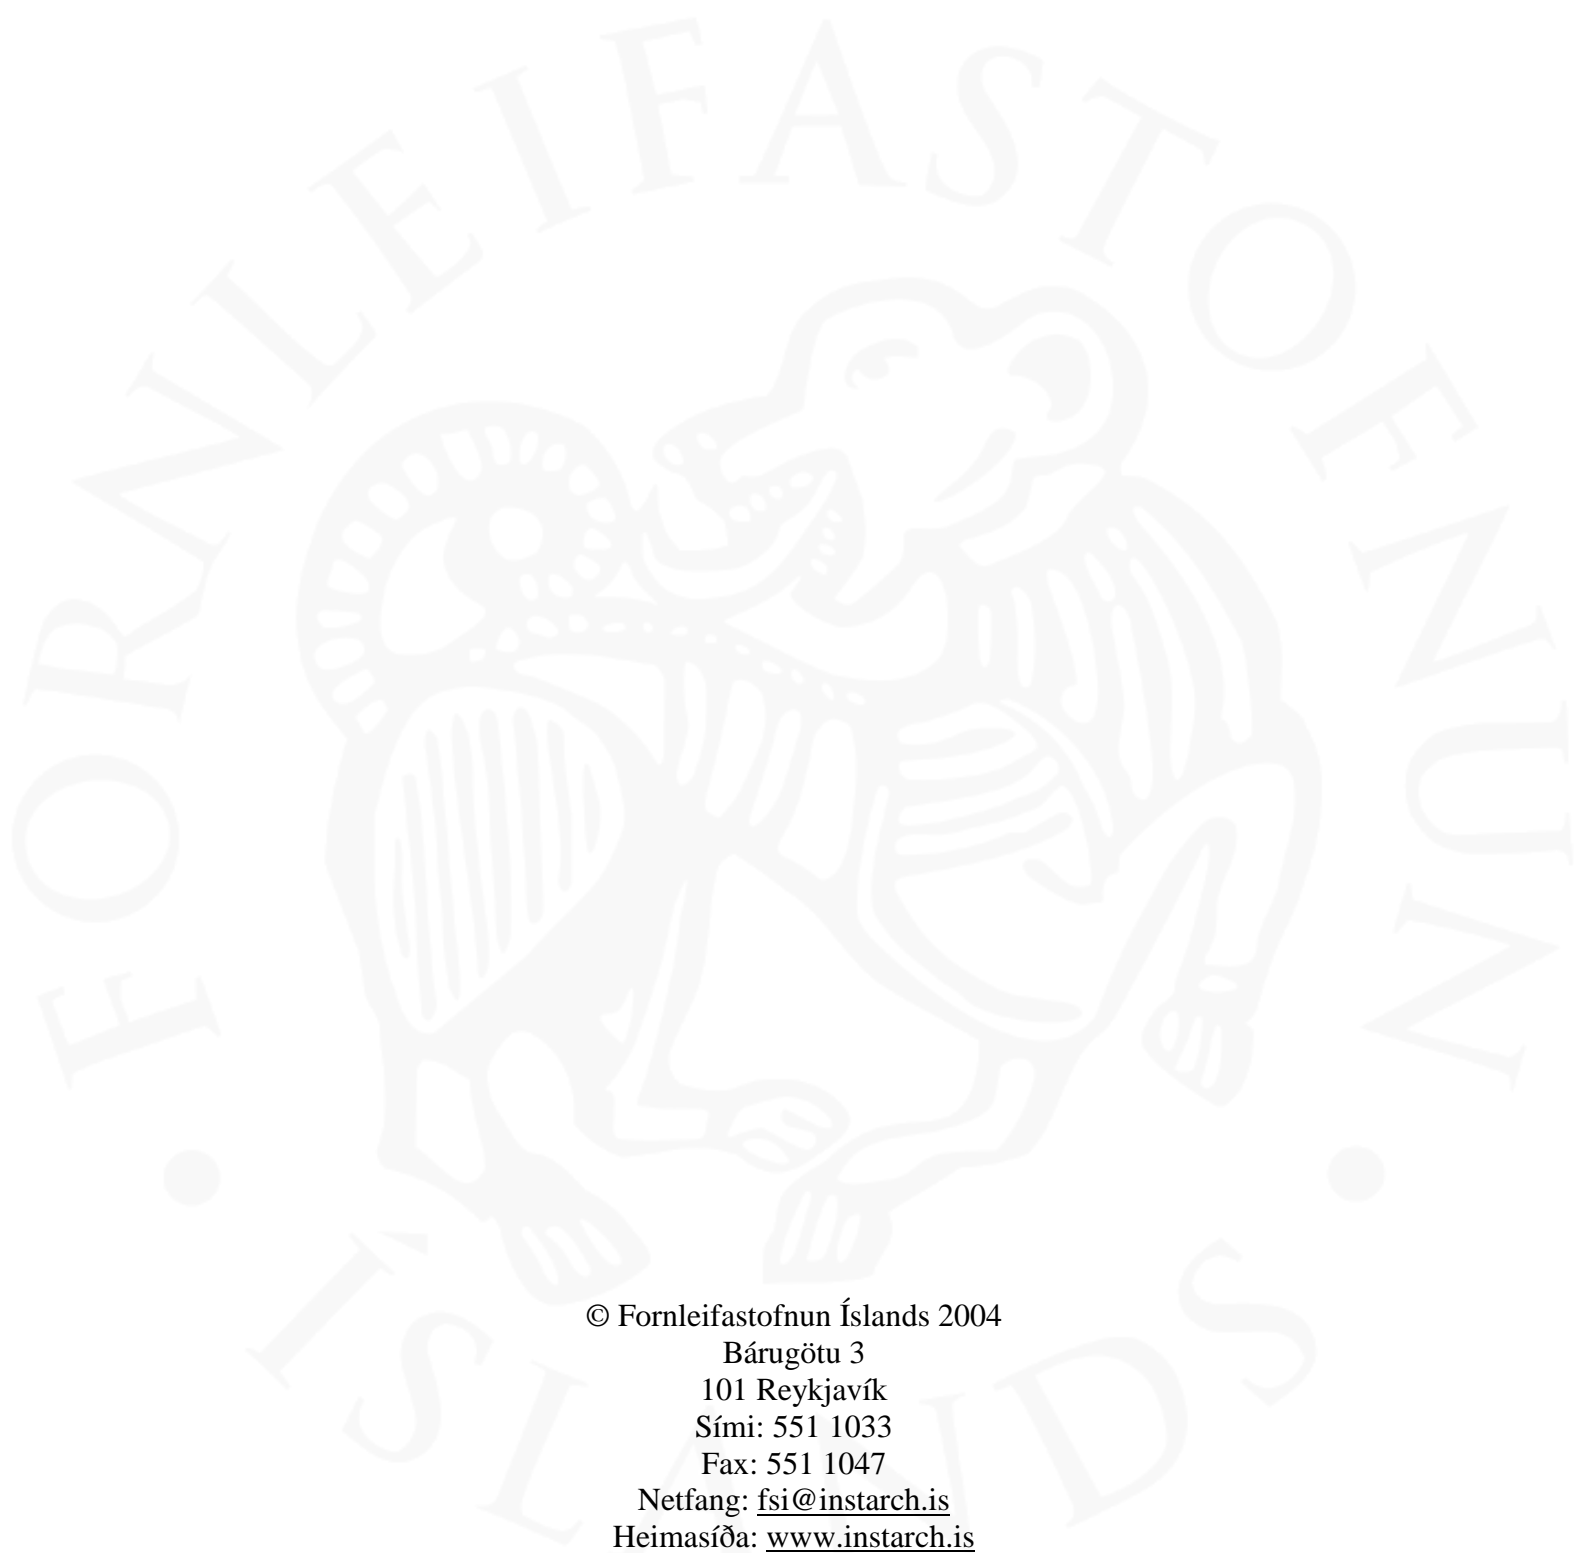 FORNLEIFASTOFNUN
ÍSLANDS
© Fornleifastofnun Íslands 2004
Bárugötu 3
101 Reykjavík
Sími: 551 1033
Fax: 551 1047
Netfang: fsi@instarch.is
Heimasíða: www.instarch.is